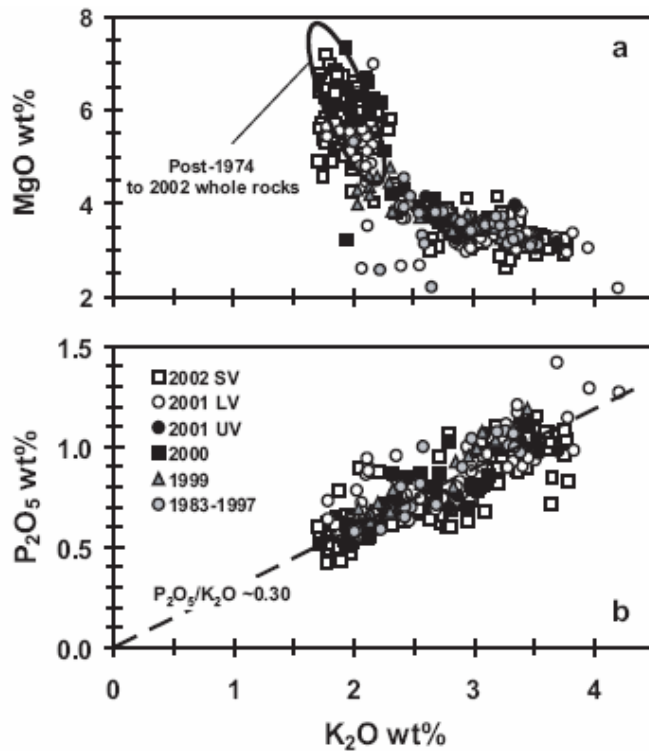 8
a
6
MgO wt%
Post-1974
to 2002 whole rocks
4
2
1.5
2002 SV
2001 LV
2001 UV
2000
1999
1983-1997
1.0
P₂O₅ wt%
0.5
P₂O₅/K₂O ~0.30
b
0.0
0 1 2 3 4
K₂O wt%